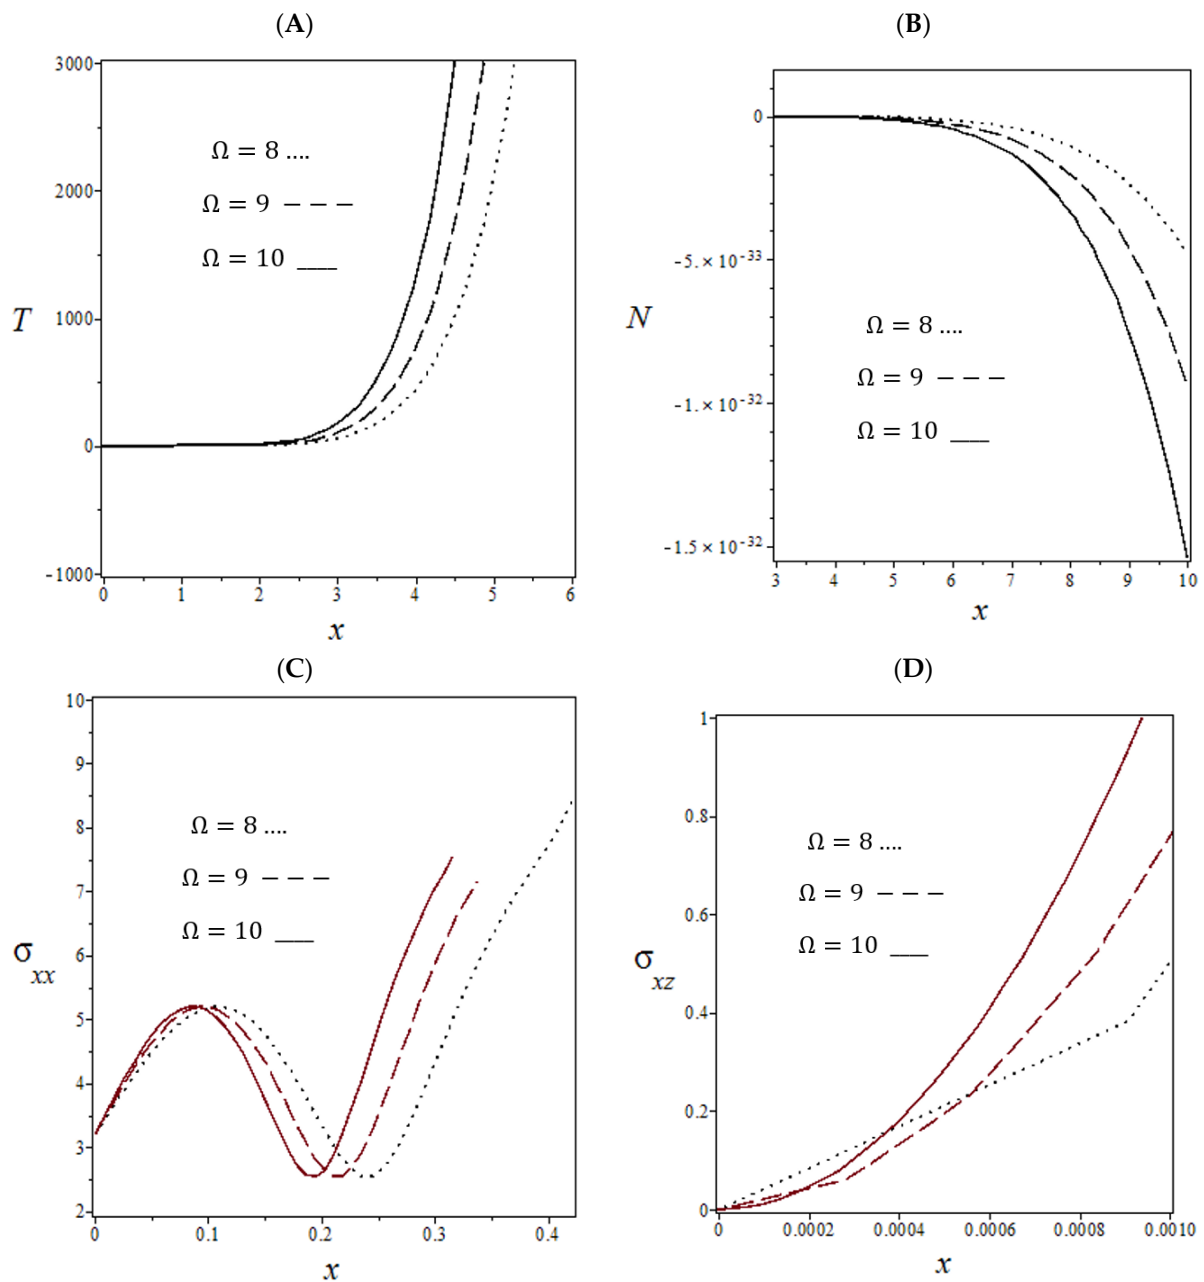 (A)
3000
2000
1000
0
-1000
T
Ω = 8 ....
Ω = 9 – – –
Ω = 10 ___
0 1 2 3 4 5 6
x
(B)
0
-5. × 10⁻³³
-1. × 10⁻³²
-1.5 × 10⁻³²
N
Ω = 8 ....
Ω = 9 – – –
Ω = 10 ___
3 4 5 6 7 8 9 10
x
(C)
10
9
8
7
6
5
4
3
2
σxx
Ω = 8 ....
Ω = 9 – – –
Ω = 10 ___
0 0.1 0.2 0.3 0.4
x
(D)
1
0.8
0.6
0.4
0.2
0
σxz
Ω = 8 ....
Ω = 9 – – –
Ω = 10 ___
0.0002 0.0004 0.0006 0.0008 0.0010
x